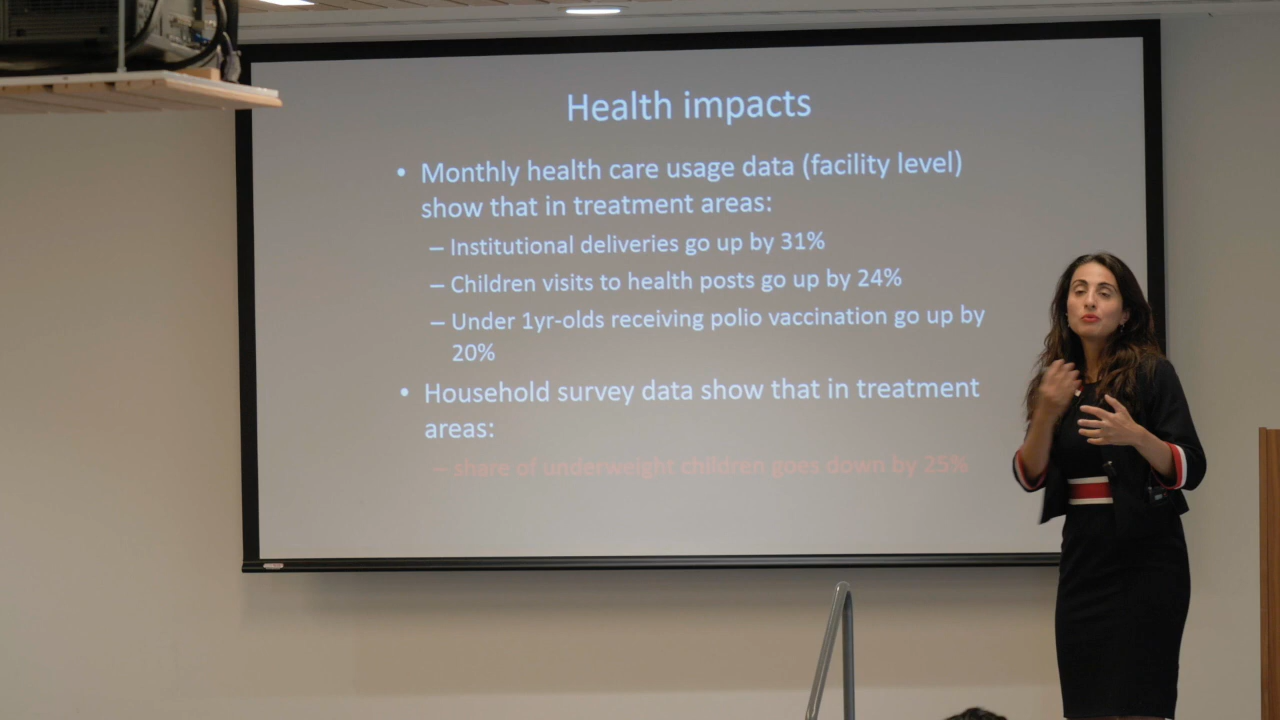 Health impacts
• Monthly health care usage data (facility level)
show that in treatment areas:
– Institutional deliveries go up by 31%
– Children visits to health posts go up by 24%
– Under 1yr-olds receiving polio vaccination go up by
20%
• Household survey data show that in treatment
areas:
– share of underweight children goes down by 25%